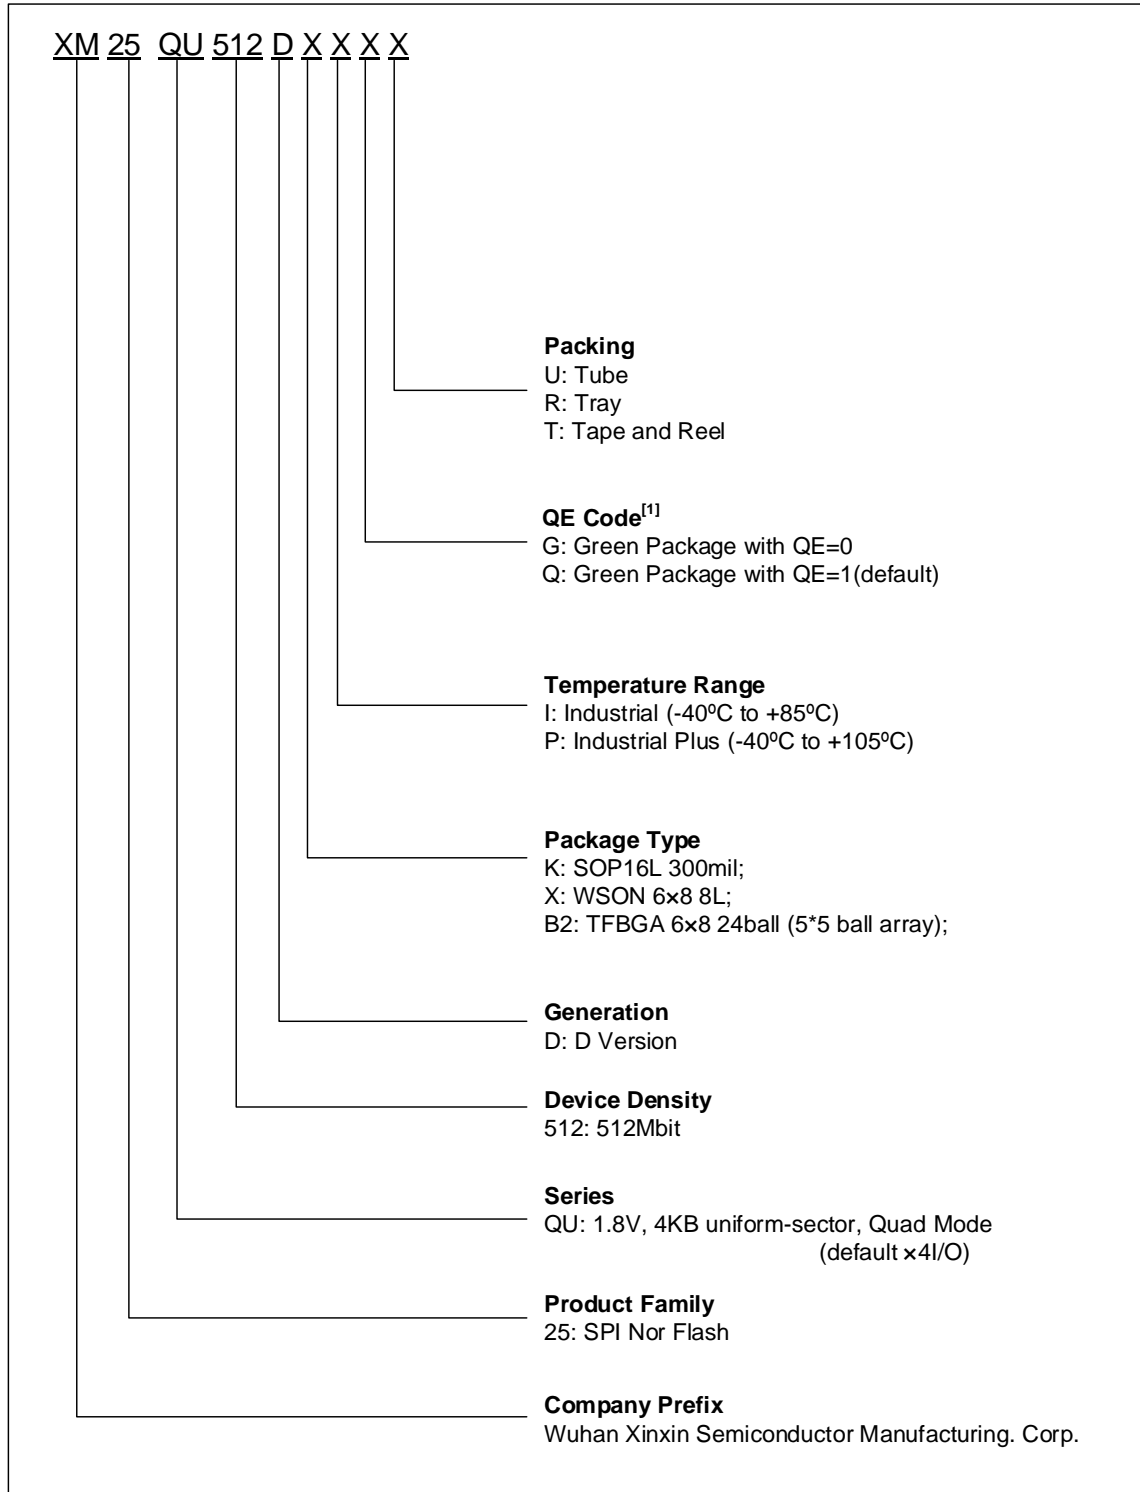 XM 25 QU 512 D X X X X
Packing
U: Tube
R: Tray
T: Tape and Reel
QE Code[1]
G: Green Package with QE=0
Q: Green Package with QE=1(default)
Temperature Range
I: Industrial (-40ºC to +85ºC)
P: Industrial Plus (-40ºC to +105ºC)
Package Type
K: SOP16L 300mil;
X: WSON 6×8 8L;
B2: TFBGA 6×8 24ball (5*5 ball array);
Generation
D: D Version
Device Density
512: 512Mbit
Series
QU: 1.8V, 4KB uniform-sector, Quad Mode
(default ×4I/O)
Product Family
25: SPI Nor Flash
Company Prefix
Wuhan Xinxin Semiconductor Manufacturing. Corp.